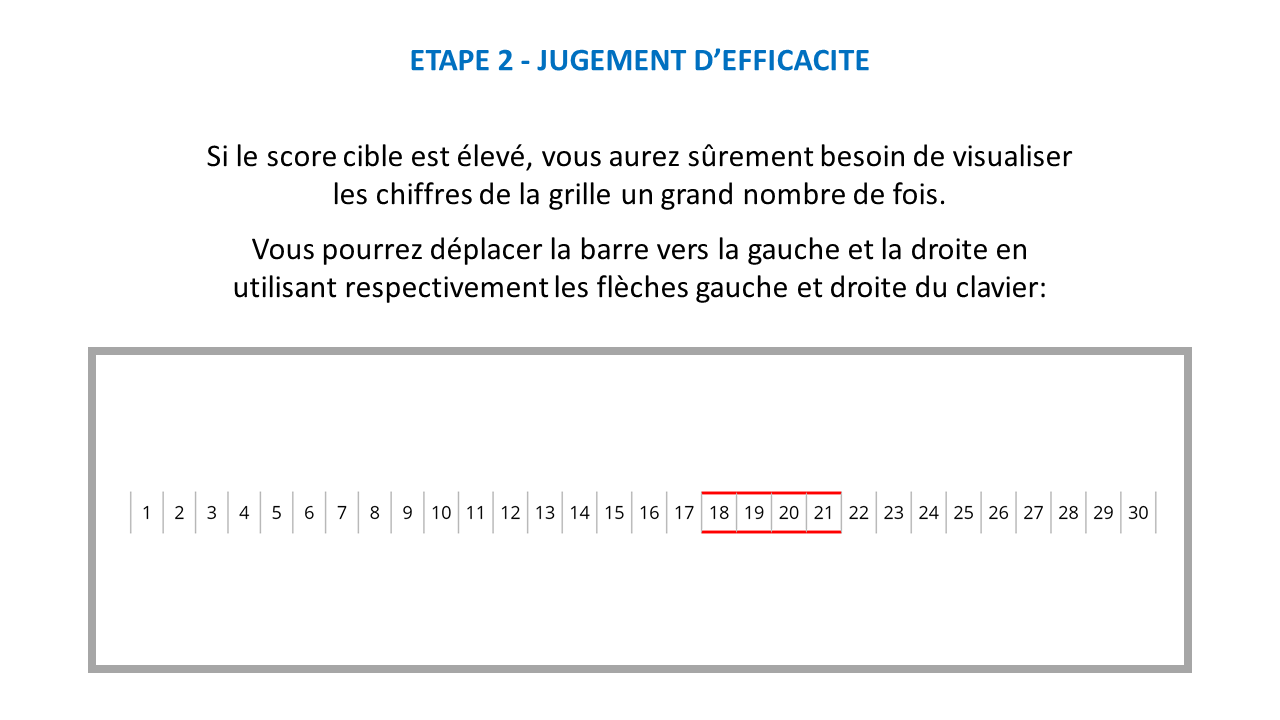 ETAPE 2 - JUGEMENT D’EFFICACITE
Si le score cible est élevé, vous aurez sûrement besoin de visualiser
les chiffres de la grille un grand nombre de fois.
Vous pourrez déplacer la barre vers la gauche et la droite en
utilisant respectivement les flèches gauche et droite du clavier:
1 2 3 4 5 6 7 8 9 10 11 12 13 14 15 16 17 18 19 20 21 22 23 24 25 26 27 28 29 30